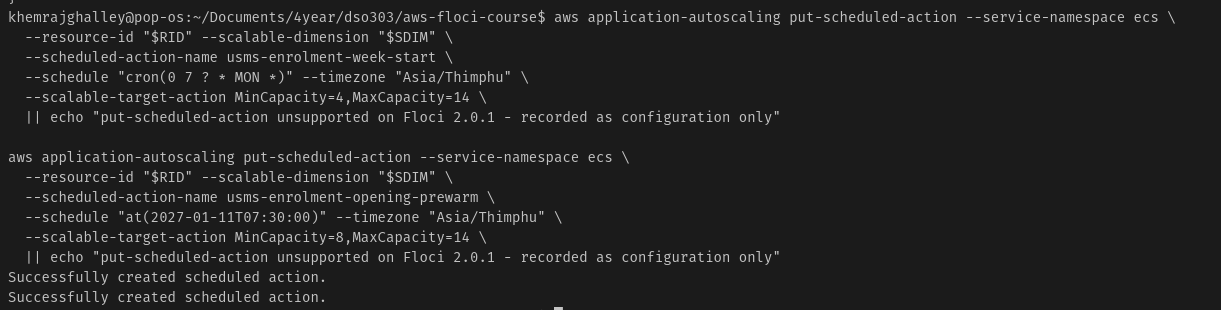 khemrajghalley@pop-os:~/Documents/4year/dso303/aws-floci-course$ aws application-autoscaling put-scheduled-action --service-namespace ecs \
  --resource-id "$RID" --scalable-dimension "$SDIM" \
  --scheduled-action-name usms-enrolment-week-start \
  --schedule "cron(0 7 ? * MON *)" --timezone "Asia/Thimphu" \
  --scalable-target-action MinCapacity=4,MaxCapacity=14 \
  || echo "put-scheduled-action unsupported on Floci 2.0.1 - recorded as configuration only"

aws application-autoscaling put-scheduled-action --service-namespace ecs \
  --resource-id "$RID" --scalable-dimension "$SDIM" \
  --scheduled-action-name usms-enrolment-opening-prewarm \
  --schedule "at(2027-01-11T07:30:00)" --timezone "Asia/Thimphu" \
  --scalable-target-action MinCapacity=8,MaxCapacity=14 \
  || echo "put-scheduled-action unsupported on Floci 2.0.1 - recorded as configuration only"
Successfully created scheduled action.
Successfully created scheduled action.